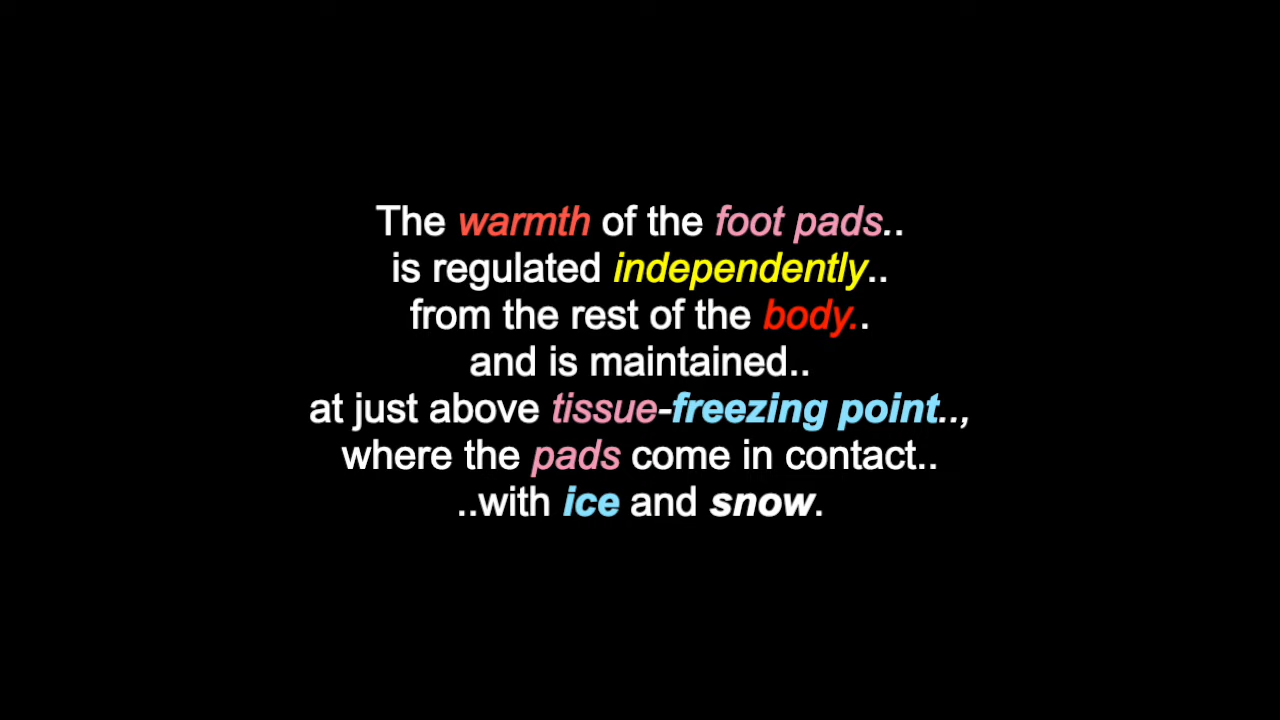 The warmth of the foot pads..
is regulated independently..
from the rest of the body..
and is maintained..
at just above tissue-freezing point..,
where the pads come in contact..
..with ice and snow.